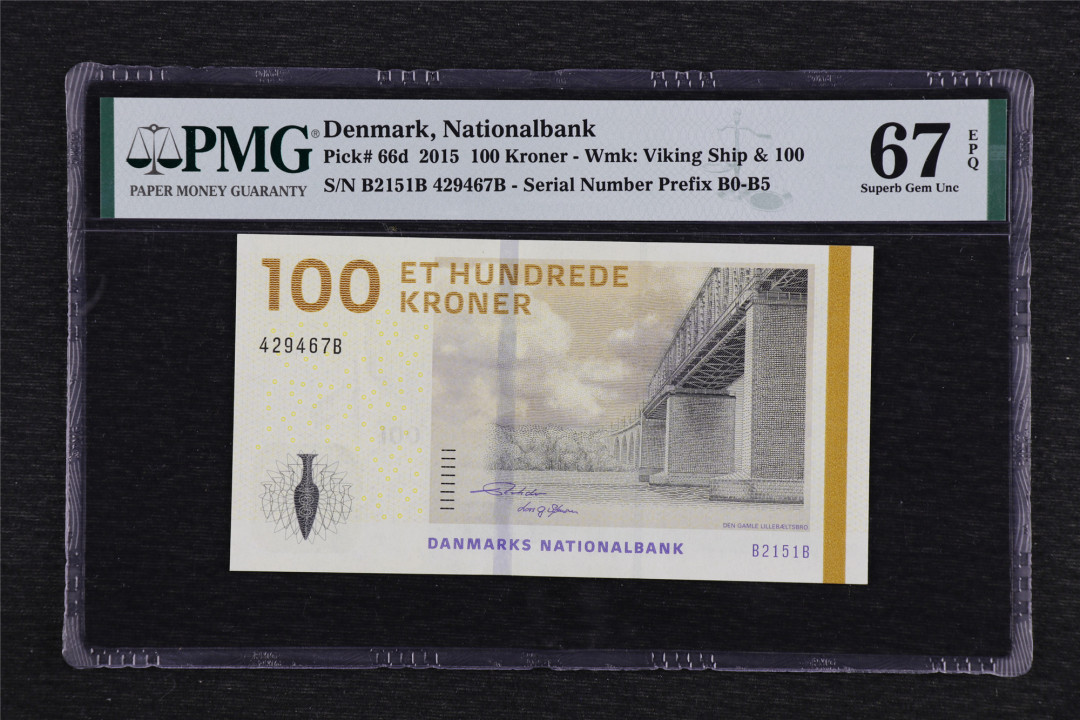 PMG®
PAPER MONEY GUARANTY
Denmark, Nationalbank
Pick# 66d 2015 100 Kroner - Wmk: Viking Ship & 100
S/N B2151B 429467B - Serial Number Prefix B0-B5
67
EPQ
Superb Gem Unc
100
ET HUNDREDE
KRONER
429467B
100
DEN GAMLE LILLEBÆLTSBRO
DANMARKS NATIONALBANK
B2151B